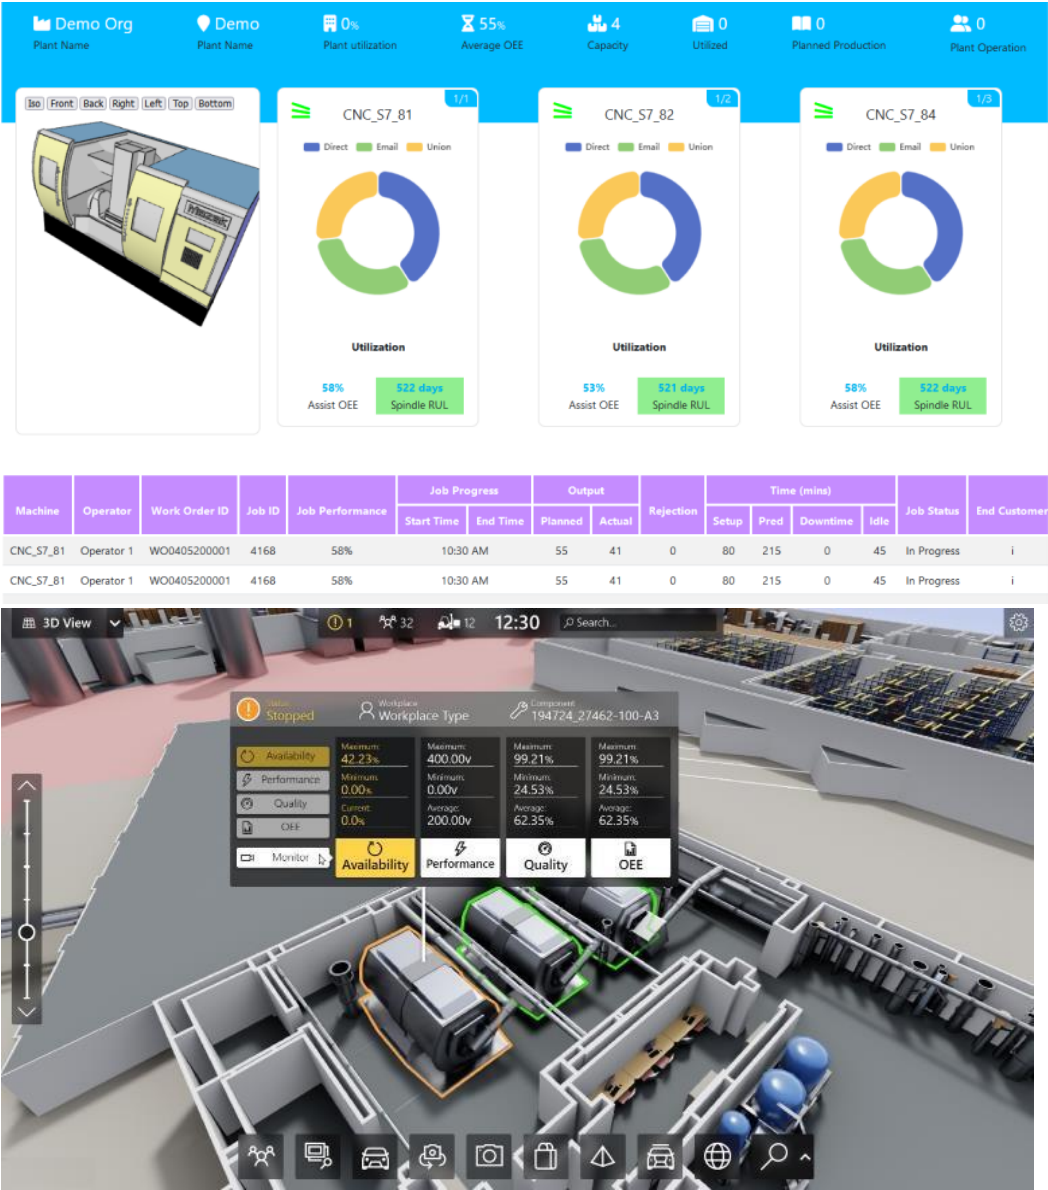 Demo Org
Plant Name
Demo
Plant Name
0%
Plant utilization
55%
Average OEE
4
Capacity
0
Utilized
0
Planned Production
0
Plant Operation
Iso Front Back Right Left Top Bottom
1/1
CNC_S7_81
Direct Email Union
Utilization
58%
Assist OEE
522 days
Spindle RUL
1/2
CNC_S7_82
Direct Email Union
Utilization
53%
Assist OEE
521 days
Spindle RUL
1/3
CNC_S7_84
Direct Email Union
Utilization
58%
Assist OEE
522 days
Spindle RUL
Machine Operator Work Order ID Job ID Job Performance Job Progress Output Rejection Time (mins) Job Status End Customer
Start Time End Time Planned Actual Setup Pred Downtime Idle
CNC_S7_81 Operator 1 WO0405200001 4168 58% 10:30 AM 55 41 0 80 215 0 45 In Progress i
CNC_S7_81 Operator 1 WO0405200001 4168 58% 10:30 AM 55 41 0 80 215 0 45 In Progress i
3D View
1 32 12 12:30 Search...
Status
Stopped
Workplace
Workplace Type
Component
194724_27462-100-A3
Availability
Performance
Quality
OEE
Monitor
Maximum:
42.23%
Minimum:
0.00%
Current:
0.0%
Availability
Maximum:
400.00v
Minimum:
0.00v
Average:
200.00v
Performance
Maximum:
99.21%
Minimum:
24.53%
Average:
62.35%
Quality
Maximum:
99.21%
Minimum:
24.53%
Average:
62.35%
OEE